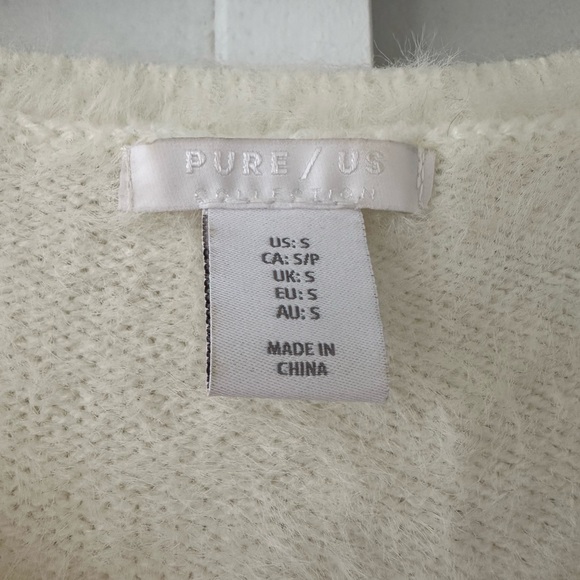 PURE / US
COLLECTION
US: S
CA: S/P
UK: S
EU: S
AU: S
MADE IN
CHINA